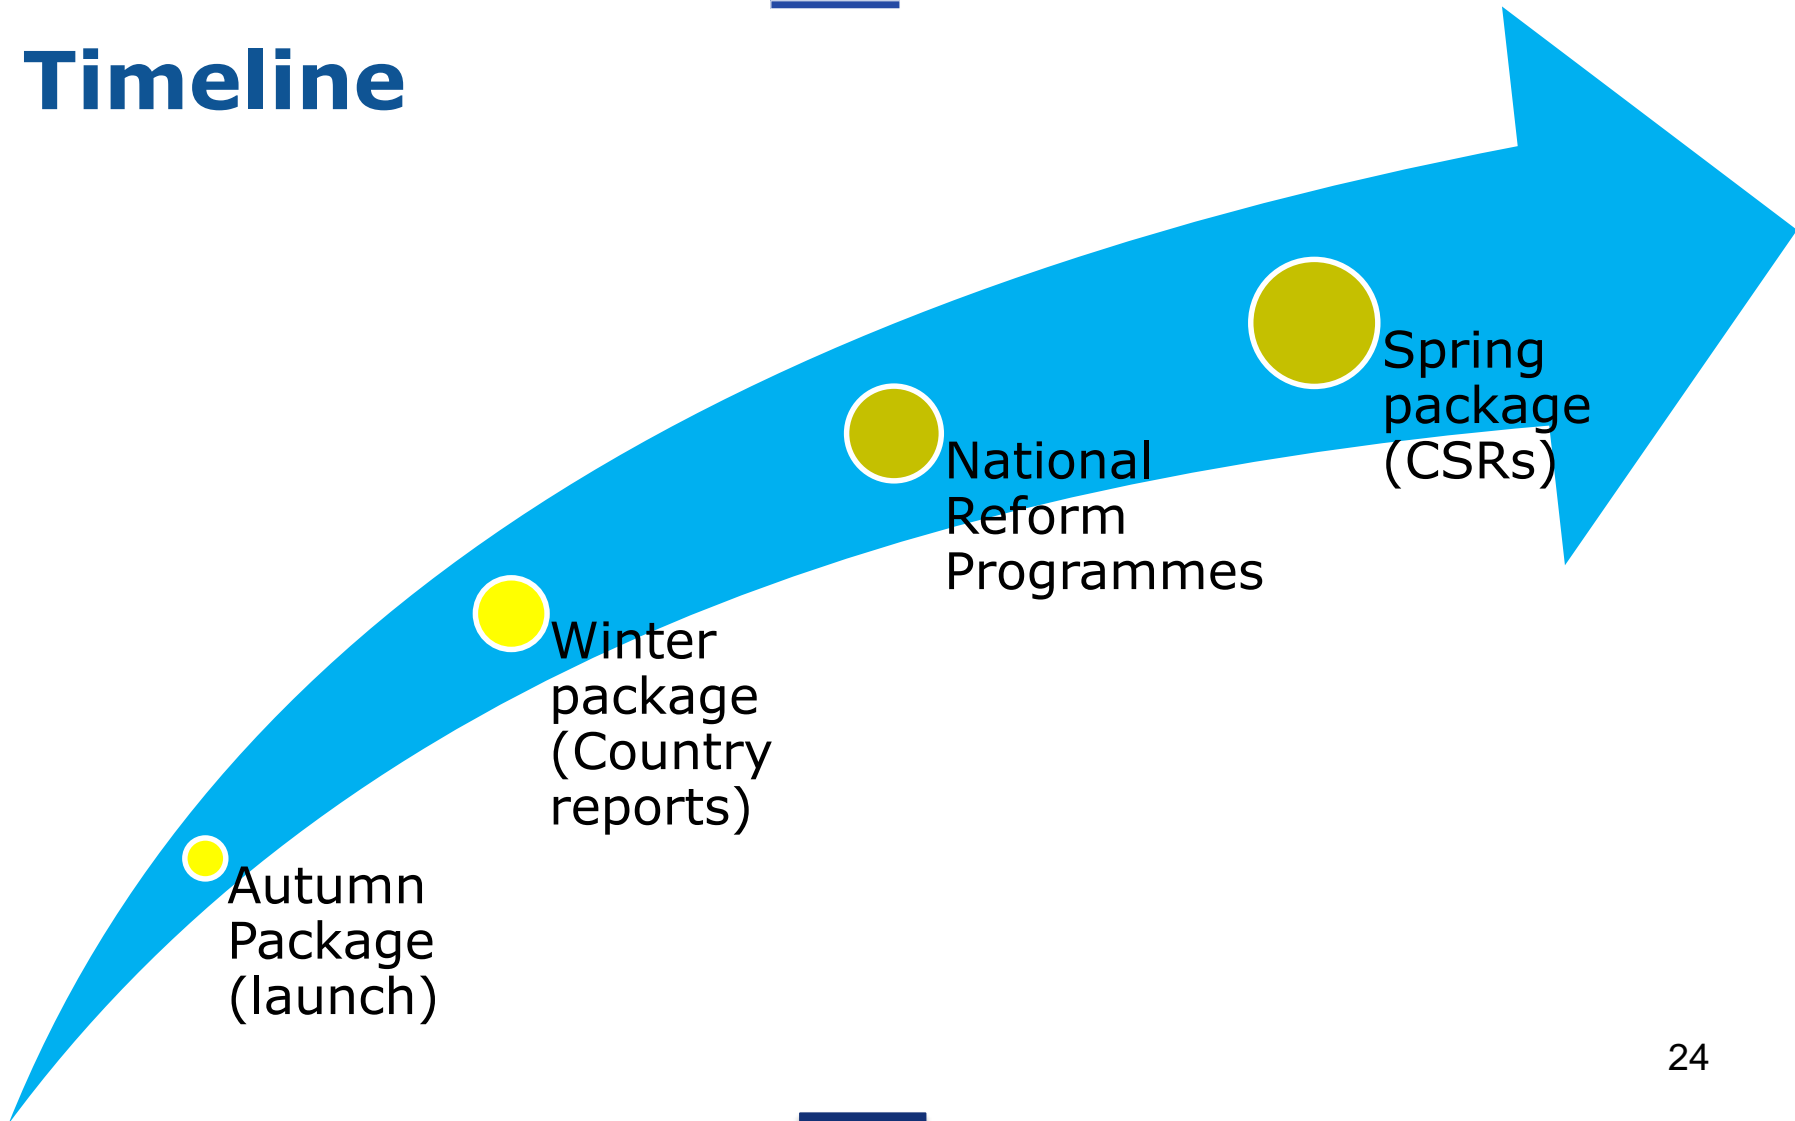 Timeline
Autumn
Package
(launch)
Winter
package
(Country
reports)
National
Reform
Programmes
Spring
package
(CSRs)
24